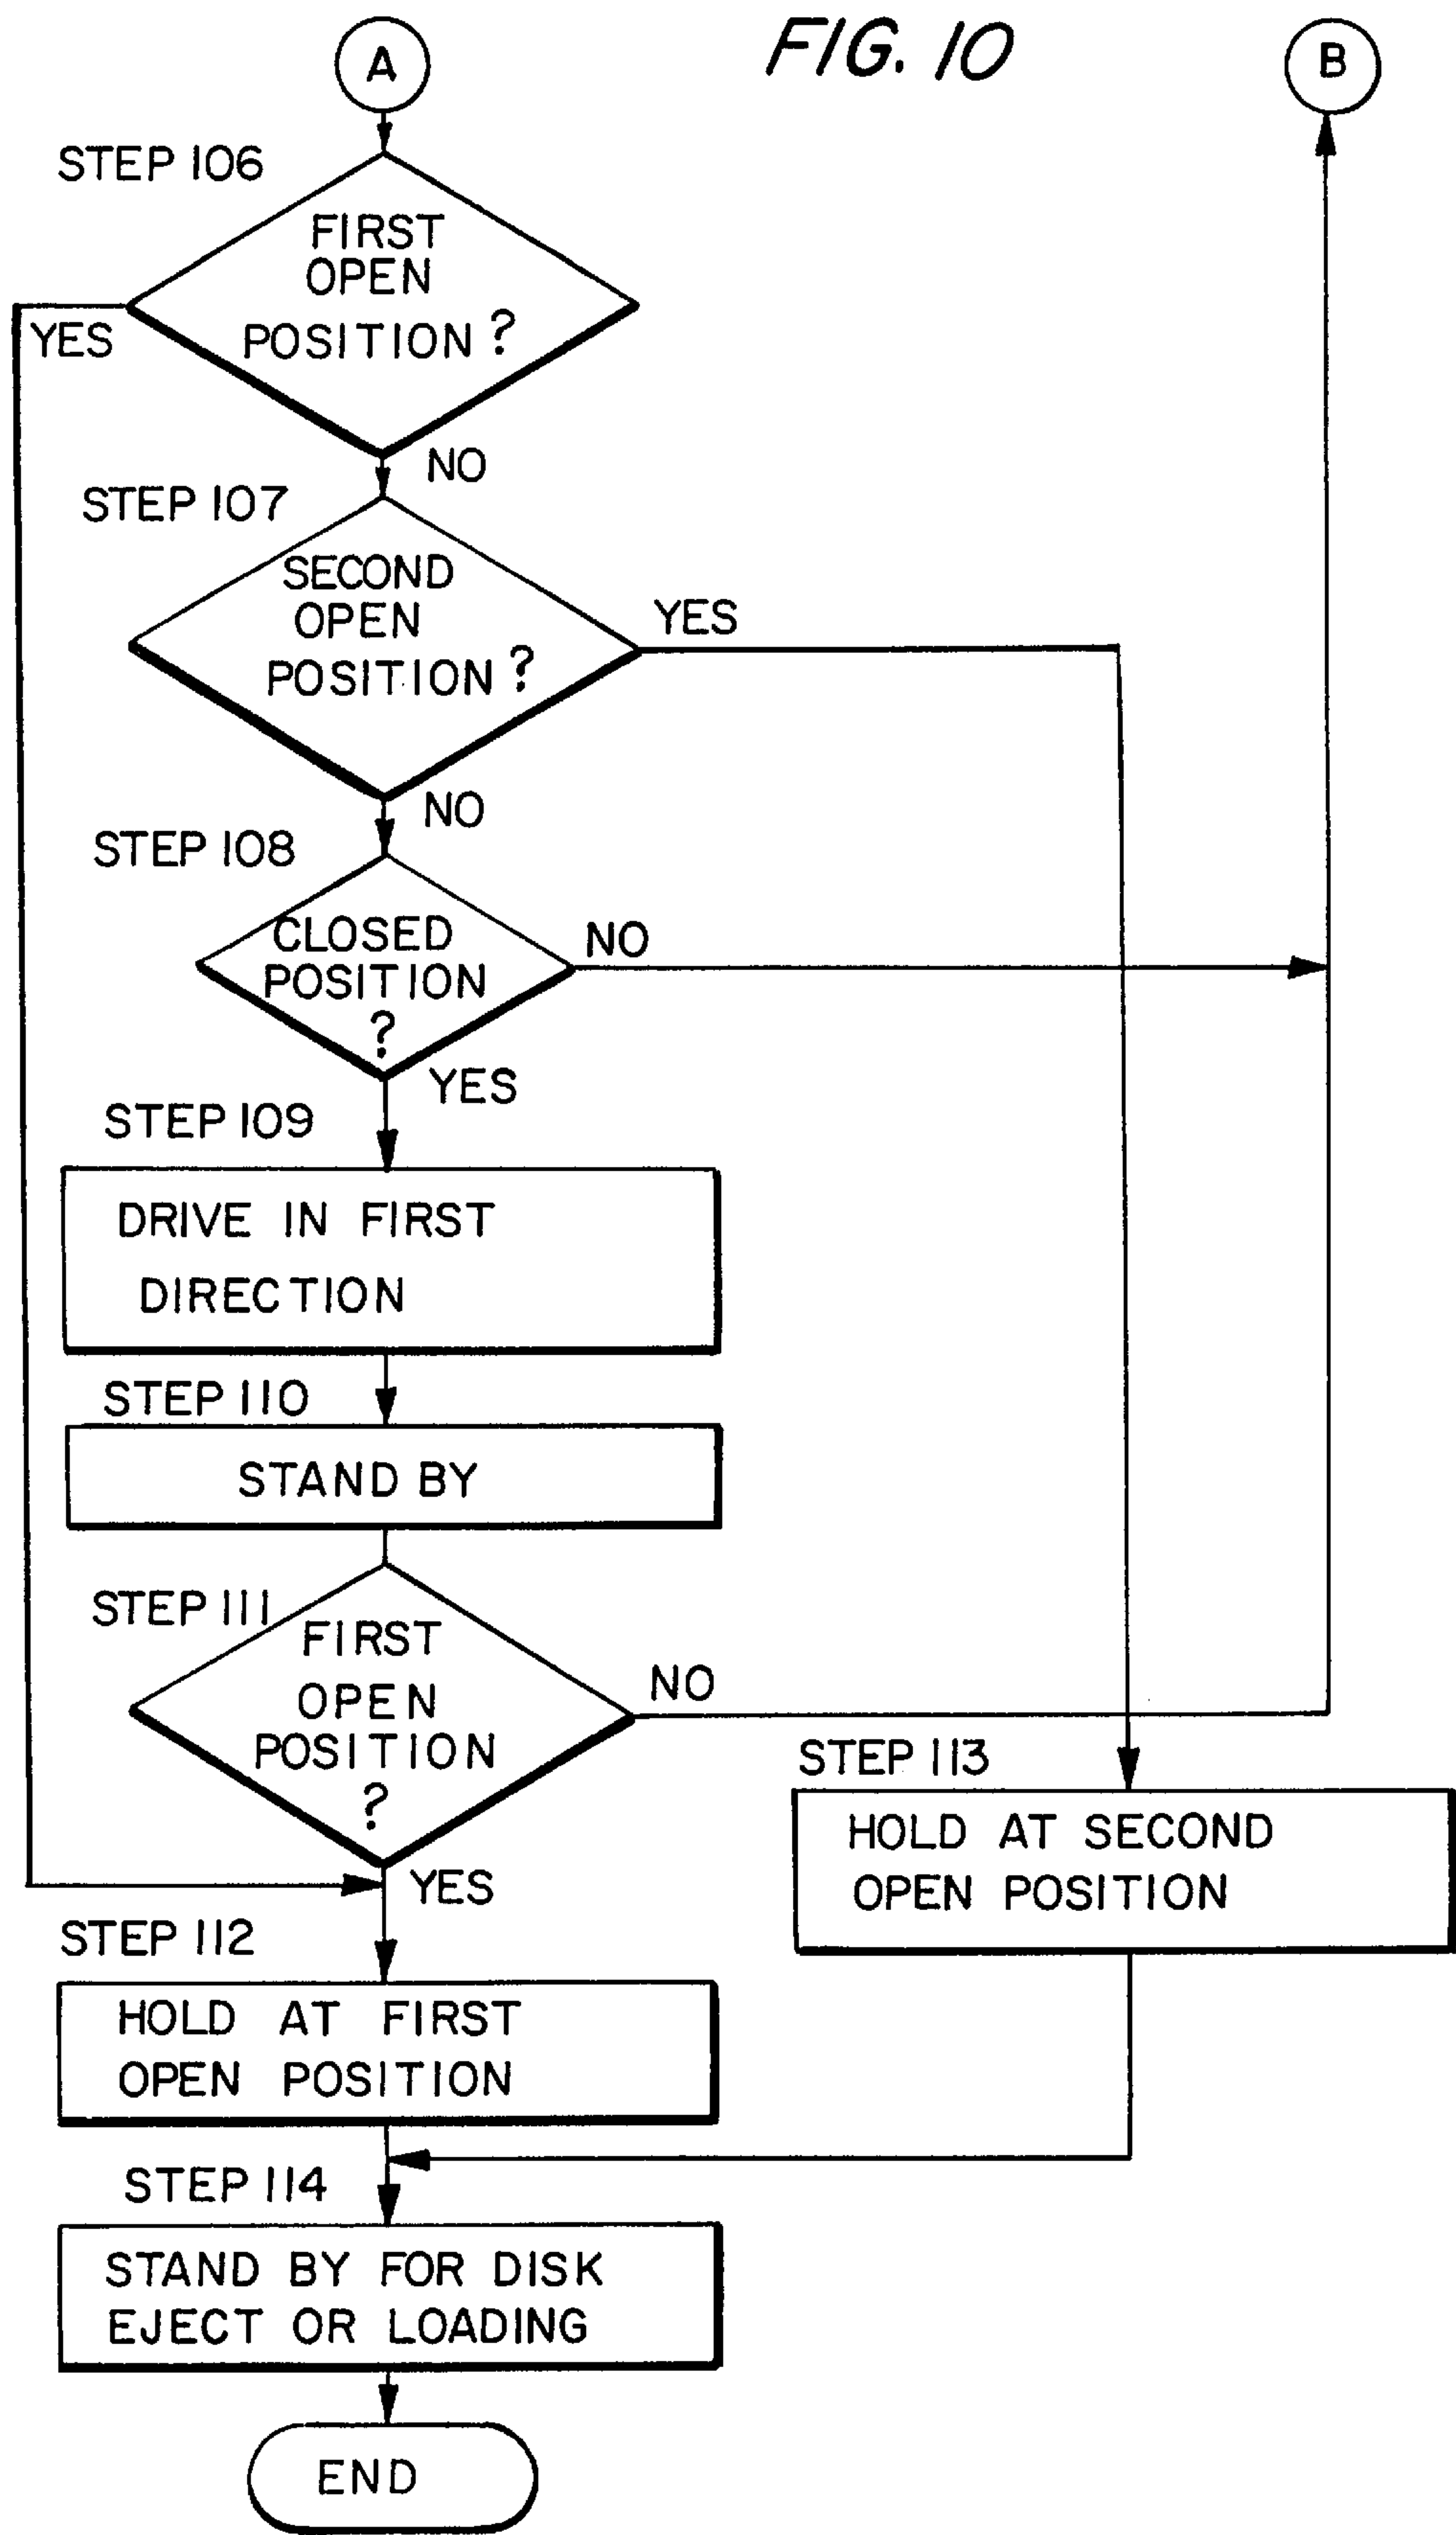 FIG. 10
A
B
STEP 106
FIRST
OPEN
POSITION ?
YES
NO
STEP 107
SECOND
OPEN
POSITION ?
YES
NO
STEP 108
CLOSED
POSITION
?
NO
YES
STEP 109
DRIVE IN FIRST
DIRECTION
STEP 110
STAND BY
STEP 111
FIRST
OPEN
POSITION
?
NO
YES
STEP 113
HOLD AT SECOND
OPEN POSITION
STEP 112
HOLD AT FIRST
OPEN POSITION
STEP 114
STAND BY FOR DISK
EJECT OR LOADING
END